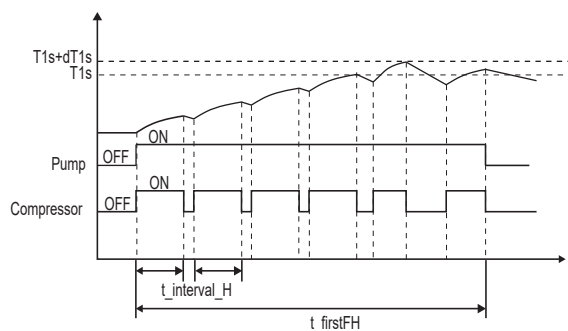 T1s+dT1s
T1s
ON
OFF
Pump
ON
OFF
Compressor
t_interval_H
t_firstFH